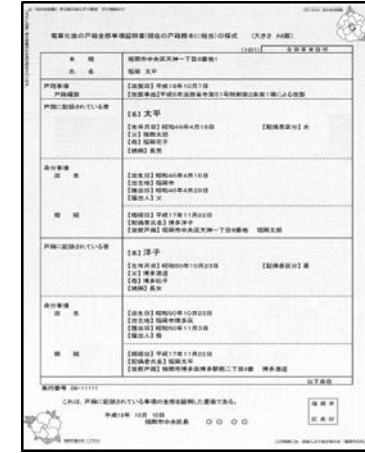 電算化後の戸籍全部事項証明書(現在の戸籍謄本に相当)の様式 (大きさ A4横)
(1の1) 全部事項証明
本 籍 福岡市中央区天神一丁目8番地1
氏 名 福岡 太平
戸籍事項
戸籍編製
【改製日】平成18年10月7日
【改製事由】平成6年法務省令第51号附則第2条第1項による改製
戸籍に記録されている者
【名】太平
【生年月日】昭和46年4月16日 【配偶者区分】夫
【父】福岡太郎
【母】福岡花子
【続柄】長男
身分事項
出 生
【出生日】昭和46年4月16日
【出生地】福岡市
【届出日】昭和46年4月29日
【届出人】父
婚 姻
【婚姻日】平成17年11月22日
【配偶者氏名】博多洋子
【従前戸籍】福岡市中央区天神一丁目8番地 福岡太郎
戸籍に記録されている者
【名】洋子
【生年月日】昭和50年10月23日 【配偶者区分】妻
【父】博多湾造
【母】博多松子
【続柄】長女
身分事項
出 生
【出生日】昭和50年10月23日
【出生地】福岡市博多区
【届出日】昭和50年11月3日
【届出人】母
婚 姻
【婚姻日】平成17年11月22日
【配偶者氏名】福岡太平
【従前戸籍】福岡市博多区博多駅前二丁目9番
以下余白
発行番号 06-11111
これは、戸籍に記録されている事項の全部を証明した書面である。
平成18年 10月 10日
福岡市中央区長 ○ ○ ○ ○